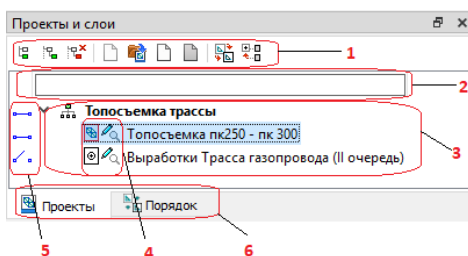 Проекты и слои
1
2
Топосъемка трассы
Топосъемка пк250 - пк 300
3
Выработки Трасса газопровода (II очередь)
Проекты
Порядок
5
4
6